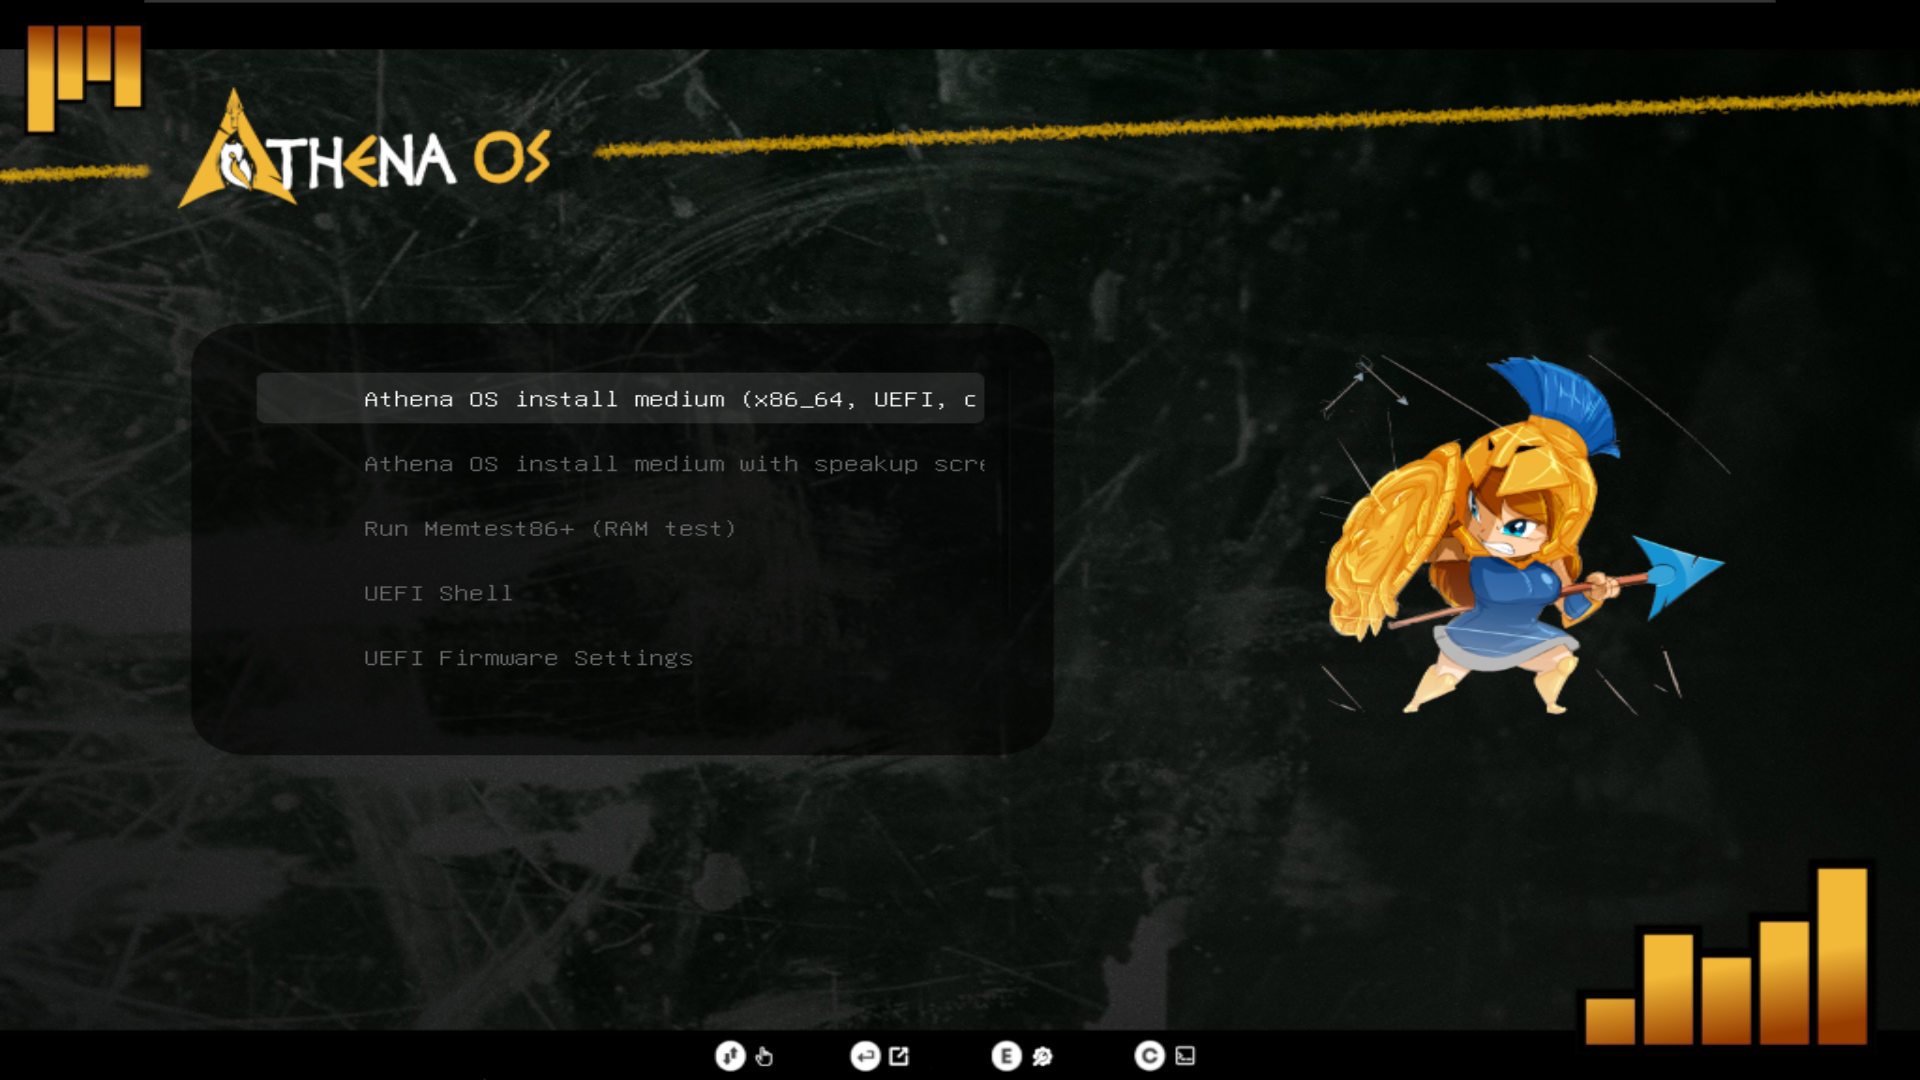 ATHENA OS
Athena OS install medium (x86_64, UEFI, c
Athena OS install medium with speakup scre
Run Memtest86+ (RAM test)
UEFI Shell
UEFI Firmware Settings
E
C